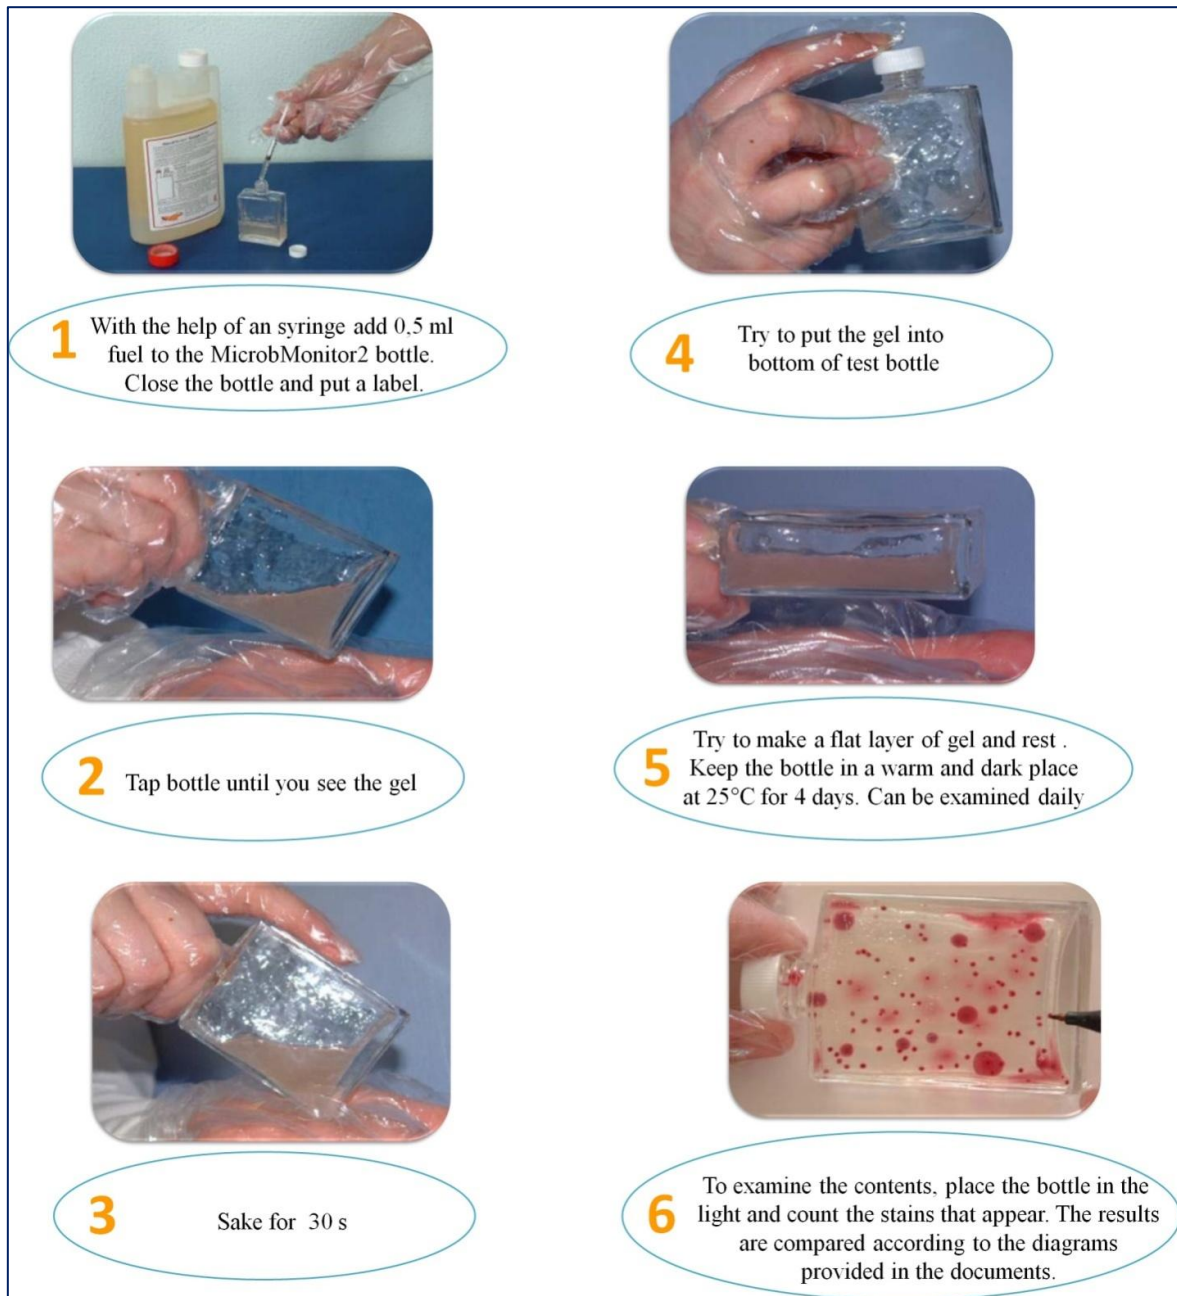 1
With the help of an syringe add 0,5 ml
fuel to the MicrobMonitor2 bottle.
Close the bottle and put a label.
2
Tap bottle until you see the gel
3
Sake for 30 s
4
Try to put the gel into
bottom of test bottle
5
Try to make a flat layer of gel and rest .
Keep the bottle in a warm and dark place
at 25°C for 4 days. Can be examined daily
6
To examine the contents, place the bottle in the
light and count the stains that appear. The results
are compared according to the diagrams
provided in the documents.